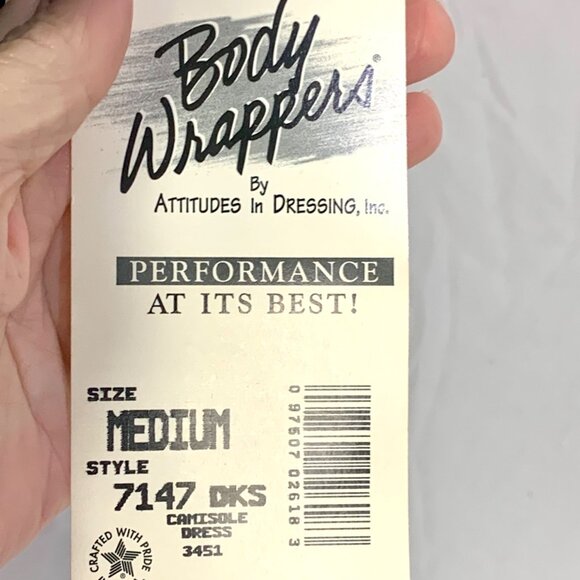 Body
Wrappers®
By
ATTITUDES In DRESSING, Inc.
PERFORMANCE
AT ITS BEST!
SIZE
MEDIUM
STYLE
7147 DKS
CAMISOLE
DRESS
3451
0 97507 02618 3
CRAFTED WITH PRIDE
®